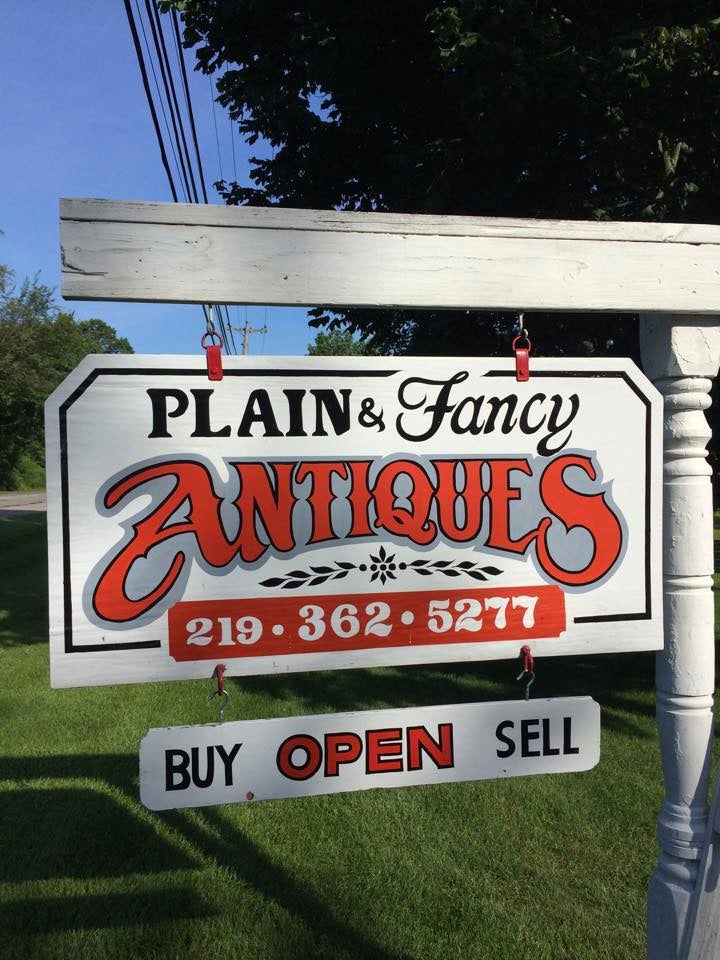 PLAIN & Fancy
ANTIQUES
219 • 362 • 5277
BUY OPEN SELL